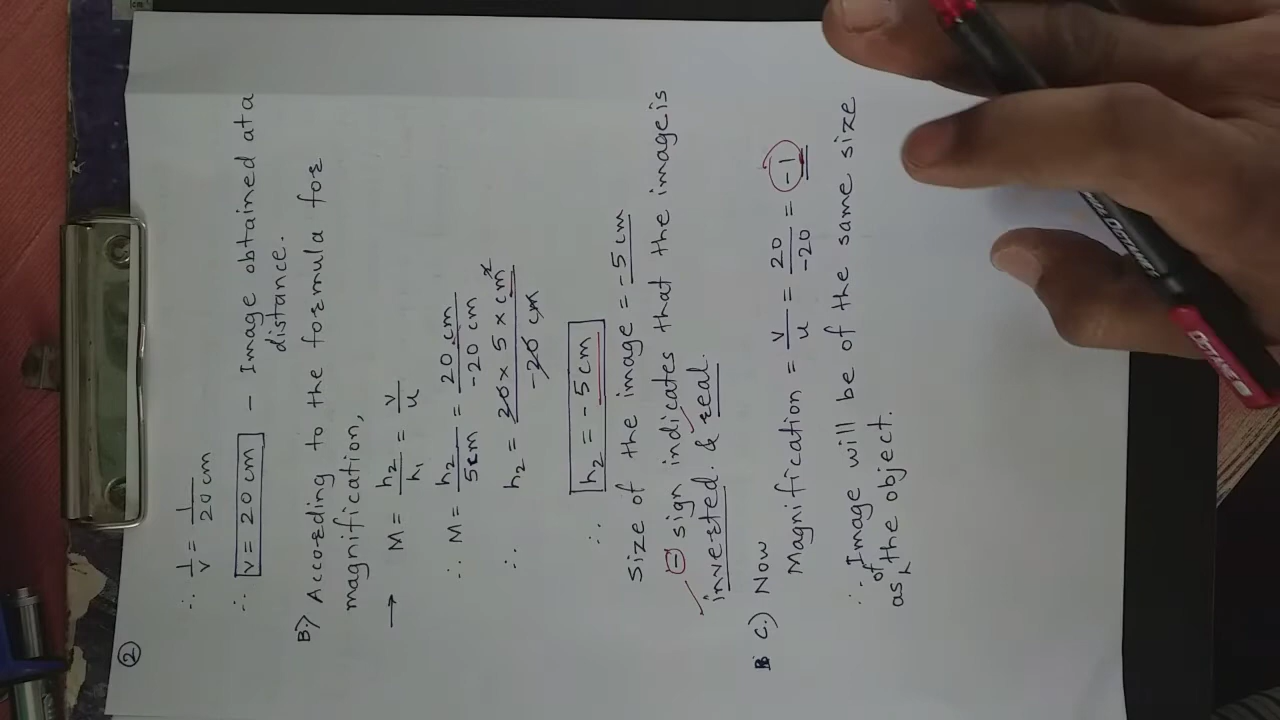 ②
∴ 1/v = 1/20 cm
∴ v = 20 cm - Image obtained at a
distance.
B) According to the formula for
magnification,
→ M = h2/h1 = v/u
∴ M = h2/5cm = 20 cm/-20 cm
∴ h2 = 20 x 5 x cm²/-20 cm
∴ h2 = -5 cm
Size of the image = -5 cm
⊖ sign indicates that the image is
inverted. & real.
C.) Now
Magnification = v/u = 20/-20 = -1
∴ Image will be of the same size
of
as ^ the object.
OCTANE